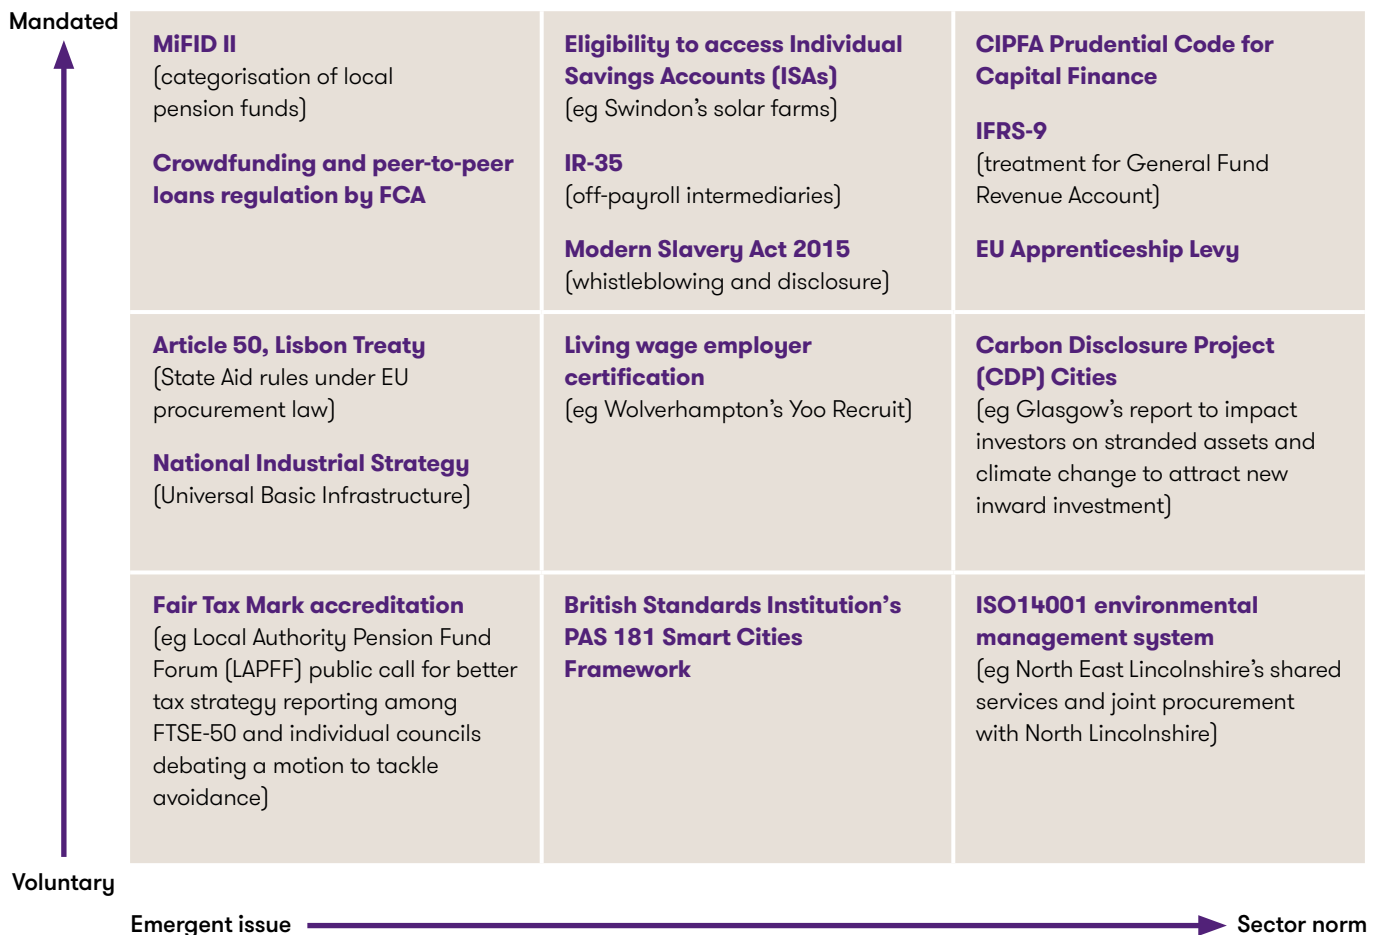 Mandated
MiFID II
(categorisation of local
pension funds)
Crowdfunding and peer-to-peer
loans regulation by FCA
Eligibility to access Individual
Savings Accounts (ISAs)
(eg Swindon's solar farms)
IR-35
(off-payroll intermediaries)
Modern Slavery Act 2015
(whistleblowing and disclosure)
CIPFA Prudential Code for
Capital Finance
IFRS-9
(treatment for General Fund
Revenue Account)
EU Apprenticeship Levy
Article 50, Lisbon Treaty
(State Aid rules under EU
procurement law)
National Industrial Strategy
(Universal Basic Infrastructure)
Living wage employer
certification
(eg Wolverhampton's Yoo Recruit)
Carbon Disclosure Project
(CDP) Cities
(eg Glasgow's report to impact
investors on stranded assets and
climate change to attract new
inward investment)
Fair Tax Mark accreditation
(eg Local Authority Pension Fund
Forum (LAPFF) public call for better
tax strategy reporting among
FTSE-50 and individual councils
debating a motion to tackle
avoidance)
British Standards Institution's
PAS 181 Smart Cities
Framework
ISO14001 environmental
management system
(eg North East Lincolnshire's shared
services and joint procurement
with North Lincolnshire)
Voluntary
Emergent issue
Sector norm